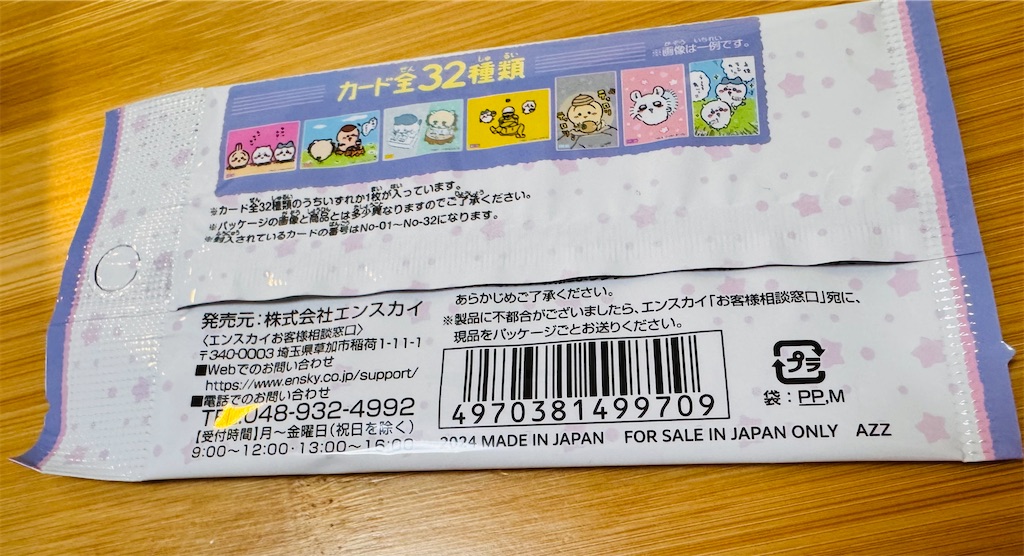 ※画像は一例です。
カード全32種類
※カード全32種類のうちいずれか1枚が入っています。
※パッケージの画像と商品とは多少異なりますのでご了承ください。
※封入されているカードの番号はNo-01～No-32になります。
あらかじめご了承ください。
※製品に不都合がございましたら、エンスカイ「お客様相談窓口」宛に、
現品をパッケージごとお送りください。
発売元:株式会社エンスカイ
〈エンスカイお客様相談窓口〉
〒340-0003 埼玉県草加市稲荷1-11-1
■Webでのお問い合わせ
https://www.ensky.co.jp/support/
■電話でのお問い合わせ
048-932-4992
【受付時間】月～金曜日(祝日を除く)
9:00～12:00・13:00～16:00
4970381499709
プラ
袋:PP,M
2024 MADE IN JAPAN FOR SALE IN JAPAN ONLY AZZ